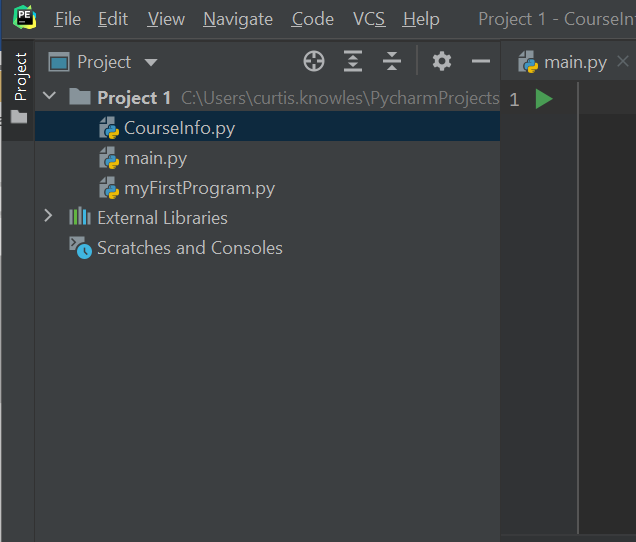 PE File Edit View Navigate Code VCS Help Project 1 - CourseInf
Project
Project
main.py
Project 1 C:\Users\curtis.knowles\PycharmProjects
1
CourseInfo.py
main.py
myFirstProgram.py
External Libraries
Scratches and Consoles